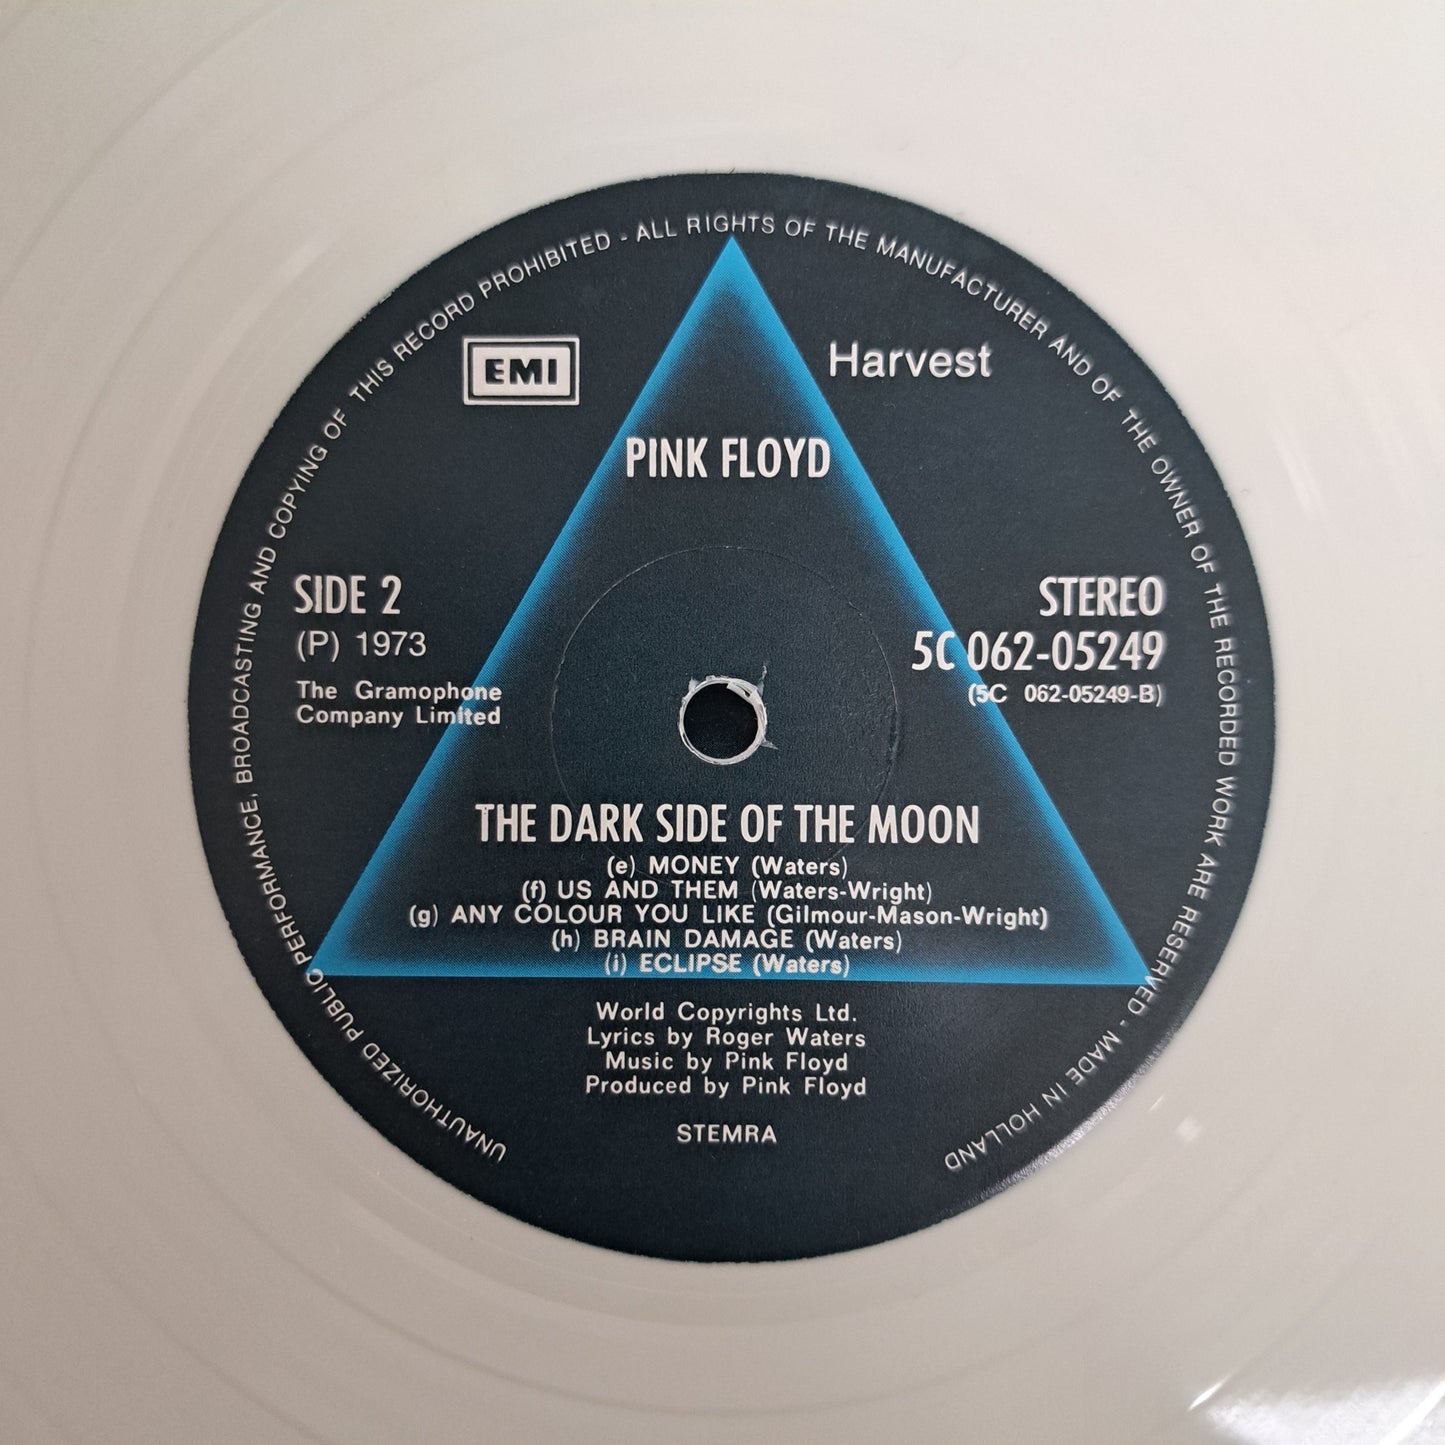 UNAUTHORIZED PUBLIC PERFORMANCE, BROADCASTING AND COPYING OF THIS RECORD PROHIBITED - ALL RIGHTS OF THE MANUFACTURER AND OF THE OWNER OF THE RECORDED WORK ARE RESERVED - MADE IN HOLLAND
EMI
Harvest
PINK FLOYD
SIDE 2
(P) 1973
The Gramophone
Company Limited
STEREO
5C 062-05249
(5C 062-05249-B)
THE DARK SIDE OF THE MOON
(e) MONEY (Waters)
(f) US AND THEM (Waters-Wright)
(g) ANY COLOUR YOU LIKE (Gilmour-Mason-Wright)
(h) BRAIN DAMAGE (Waters)
(i) ECLIPSE (Waters)
World Copyrights Ltd.
Lyrics by Roger Waters
Music by Pink Floyd
Produced by Pink Floyd
STEMRA